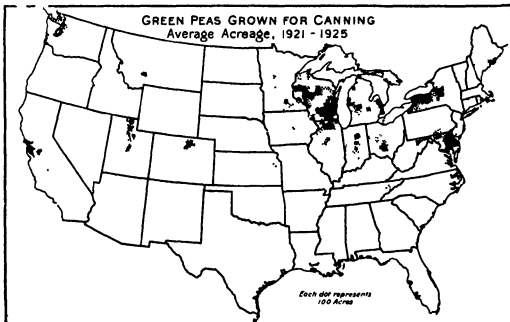 GREEN PEAS GROWN FOR CANNING
Average Acreage, 1921 - 1925
Each dot represents
100 Acres